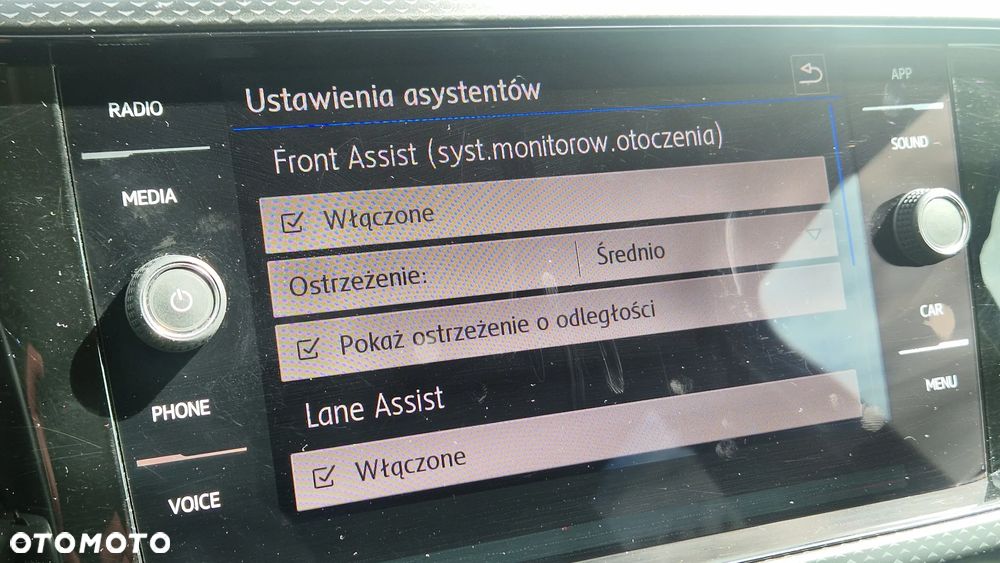 RADIO
MEDIA
PHONE
VOICE
Ustawienia asystentów
Front Assist (syst.monitorow.otoczenia)
Włączone
Ostrzeżenie: Średnio
Pokaż ostrzeżenie o odległości
Lane Assist
Włączone
APP
SOUND
CAR
MENU
OTOMOTO